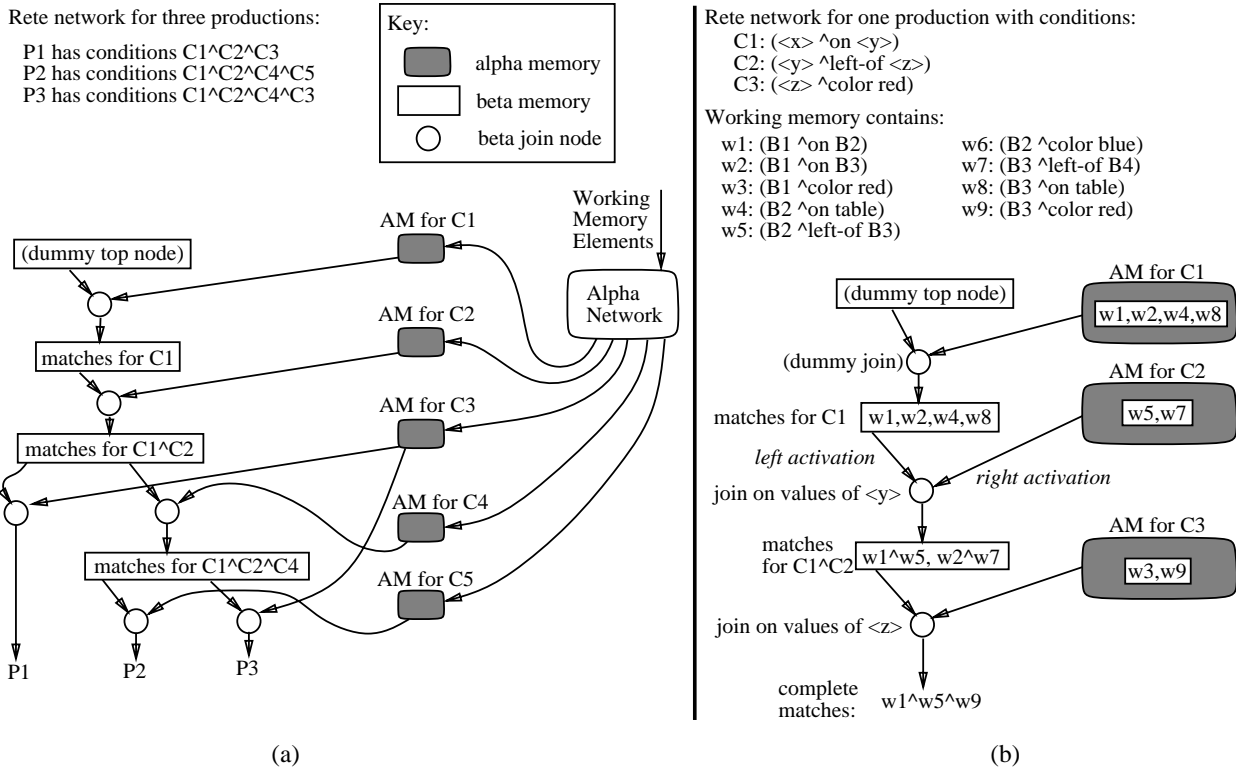 Rete network for three productions:
P1 has conditions C1^C2^C3
P2 has conditions C1^C2^C4^C5
P3 has conditions C1^C2^C4^C3
Key:
alpha memory
beta memory
beta join node
Working
Memory
Elements
AM for C1
(dummy top node)
Alpha
Network
AM for C2
matches for C1
AM for C3
matches for C1^C2
AM for C4
matches for C1^C2^C4
AM for C5
P1
P2
P3
(a)
Rete network for one production with conditions:
C1: (<x> ^on <y>)
C2: (<y> ^left-of <z>)
C3: (<z> ^color red)
Working memory contains:
w1: (B1 ^on B2)
w2: (B1 ^on B3)
w3: (B1 ^color red)
w4: (B2 ^on table)
w5: (B2 ^left-of B3)
w6: (B2 ^color blue)
w7: (B3 ^left-of B4)
w8: (B3 ^on table)
w9: (B3 ^color red)
AM for C1
(dummy top node)
w1,w2,w4,w8
(dummy join)
AM for C2
matches for C1
w1,w2,w4,w8
w5,w7
left activation
right activation
join on values of <y>
AM for C3
matches
for C1^C2
w1^w5, w2^w7
w3,w9
join on values of <z>
complete
matches:
w1^w5^w9
(b)